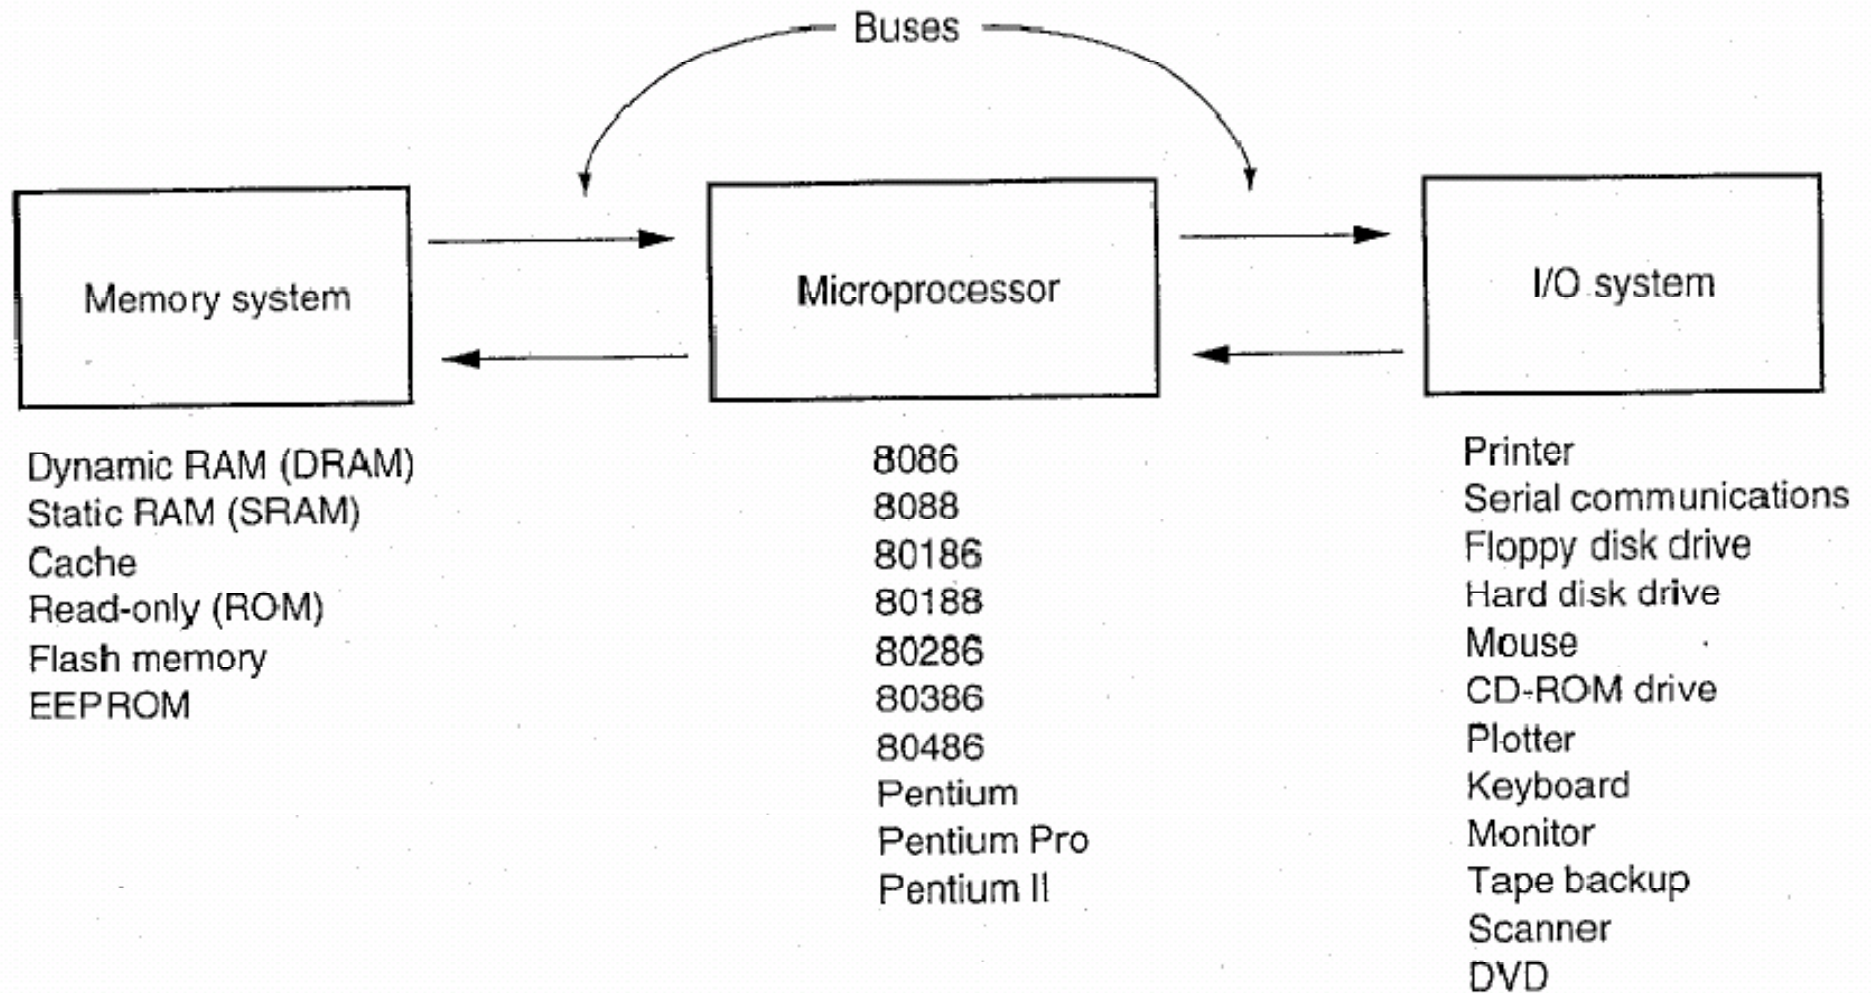 Buses
Memory system
Microprocessor
I/O system
Dynamic RAM (DRAM)
Static RAM (SRAM)
Cache
Read-only (ROM)
Flash memory
EEPROM
8086
8088
80186
80188
80286
80386
80486
Pentium
Pentium Pro
Pentium II
Printer
Serial communications
Floppy disk drive
Hard disk drive
Mouse
CD-ROM drive
Plotter
Keyboard
Monitor
Tape backup
Scanner
DVD